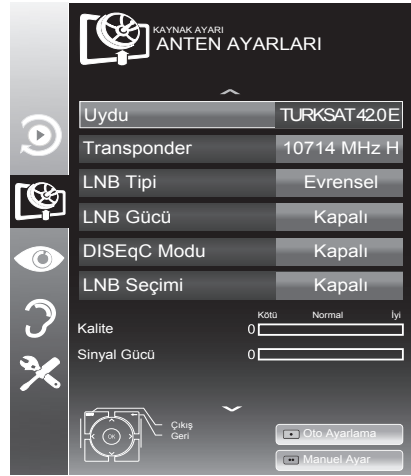 KAYNAK AYARI
ANTEN AYARLARI
Uydu TURKSAT 42.0 E
Transponder 10714 MHz H
LNB Tipi Evrensel
LNB Gücü Kapalı
DISEqC Modu Kapalı
LNB Seçimi Kapalı
Kötü Normal İyi
Kalite 0
Sinyal Gücü 0
OK
Çıkış
Geri
Oto Ayarlama
Manuel Ayar